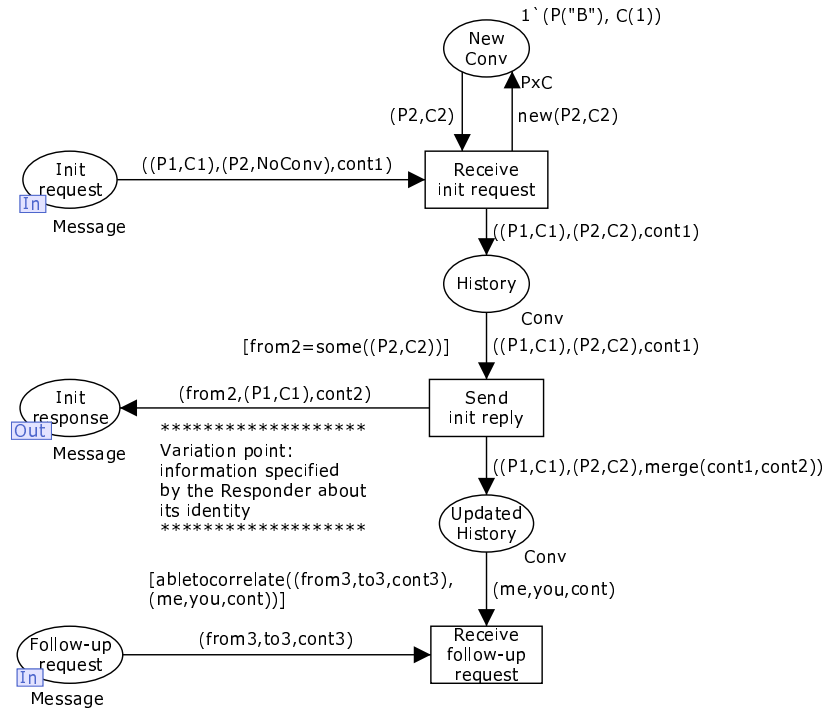 1`(P("B"), C(1))
New
Conv
PxC
(P2,C2)
new(P2,C2)
((P1,C1),(P2,NoConv),cont1)
Init
request
In
Message
Receive
init request
((P1,C1),(P2,C2),cont1)
History
Conv
[from2=some((P2,C2))]
((P1,C1),(P2,C2),cont1)
(from2,(P1,C1),cont2)
Init
response
Out
Message
Send
init reply
*******************
Variation point:
information specified
by the Responder about
its identity
*******************
((P1,C1),(P2,C2),merge(cont1,cont2))
Updated
History
Conv
[abletocorrelate((from3,to3,cont3),
(me,you,cont))]
(me,you,cont)
Follow-up
request
In
Message
(from3,to3,cont3)
Receive
follow-up
request